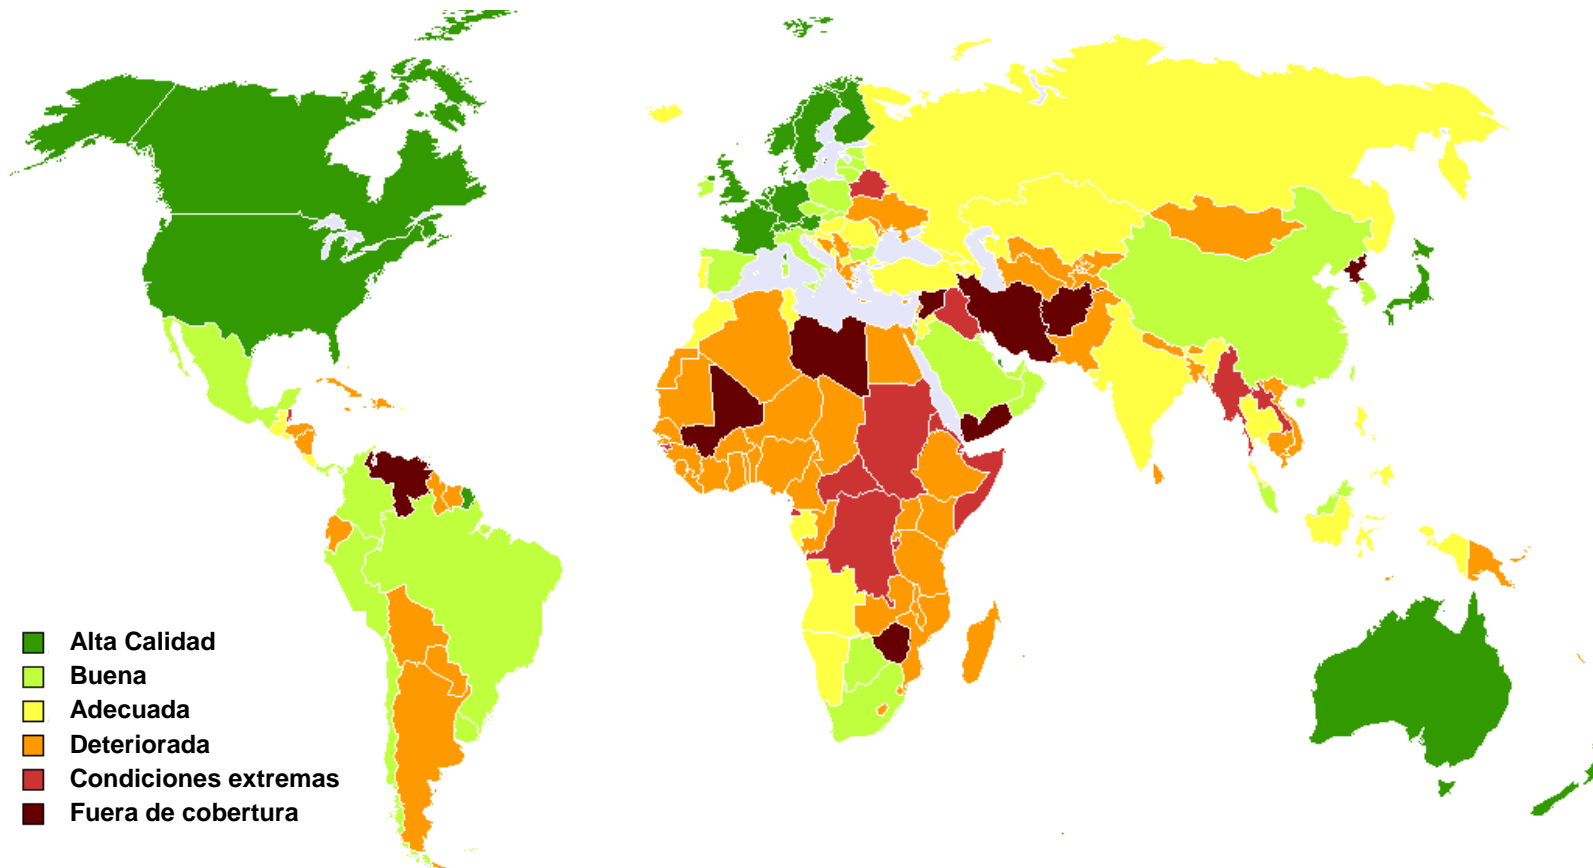 Alta Calidad
Buena
Adecuada
Deteriorada
Condiciones extremas
Fuera de cobertura